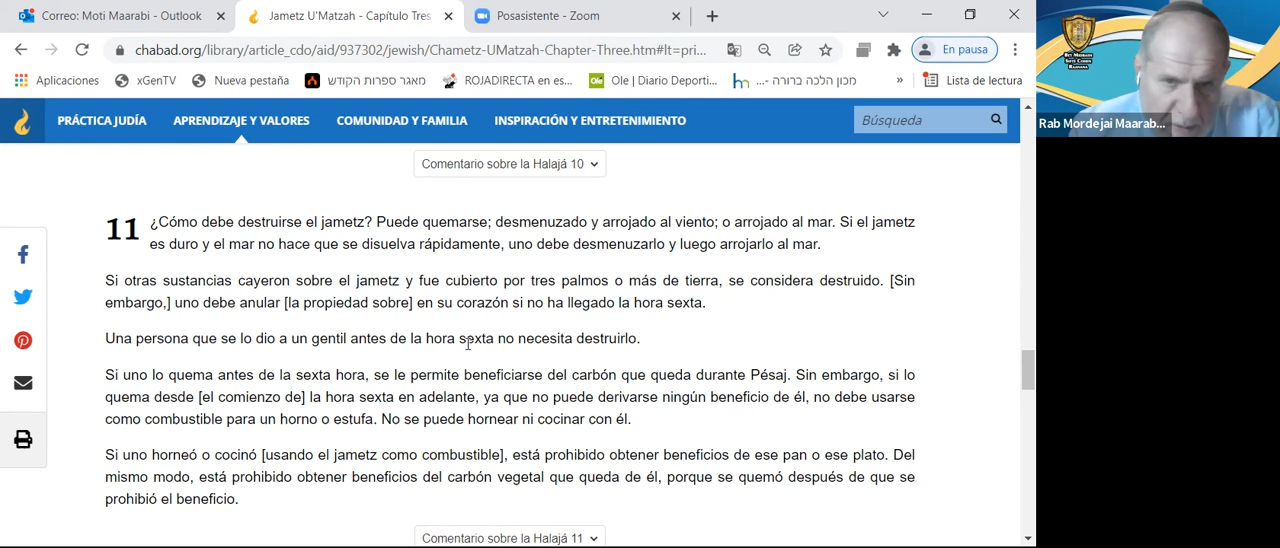 Correo: Moti Maarabi - Outlook
Jametz U'Matzah - Capítulo Tres
Posasistente - Zoom
chabad.org/library/article_cdo/aid/937302/jewish/Chametz-UMatzah-Chapter-Three.htm#lt=pri...
En pausa
Aplicaciones
xGenTV
Nueva pestaña
מאגר ספרות הקודש
ROJADIRECTA en es...
Ole | Diario Deporti...
מכון הלכה ברורה -...
»
Lista de lectura
BET MIDRASH
SIFTE COHEN
RAANANA
Rab Mordejai Maarab...
PRÁCTICA JUDÍA
APRENDIZAJE Y VALORES
COMUNIDAD Y FAMILIA
INSPIRACIÓN Y ENTRETENIMIENTO
Búsqueda
Comentario sobre la Halajá 10
11 ¿Cómo debe destruirse el jametz? Puede quemarse; desmenuzado y arrojado al viento; o arrojado al mar. Si el jametz
es duro y el mar no hace que se disuelva rápidamente, uno debe desmenuzarlo y luego arrojarlo al mar.
Si otras sustancias cayeron sobre el jametz y fue cubierto por tres palmos o más de tierra, se considera destruido. [Sin
embargo,] uno debe anular [la propiedad sobre] en su corazón si no ha llegado la hora sexta.
Una persona que se lo dio a un gentil antes de la hora sexta no necesita destruirlo.
Si uno lo quema antes de la sexta hora, se le permite beneficiarse del carbón que queda durante Pésaj. Sin embargo, si lo
quema desde [el comienzo de] la hora sexta en adelante, ya que no puede derivarse ningún beneficio de él, no debe usarse
como combustible para un horno o estufa. No se puede hornear ni cocinar con él.
Si uno horneó o cocinó [usando el jametz como combustible], está prohibido obtener beneficios de ese pan o ese plato. Del
mismo modo, está prohibido obtener beneficios del carbón vegetal que queda de él, porque se quemó después de que se
prohibió el beneficio.
Comentario sobre la Halajá 11